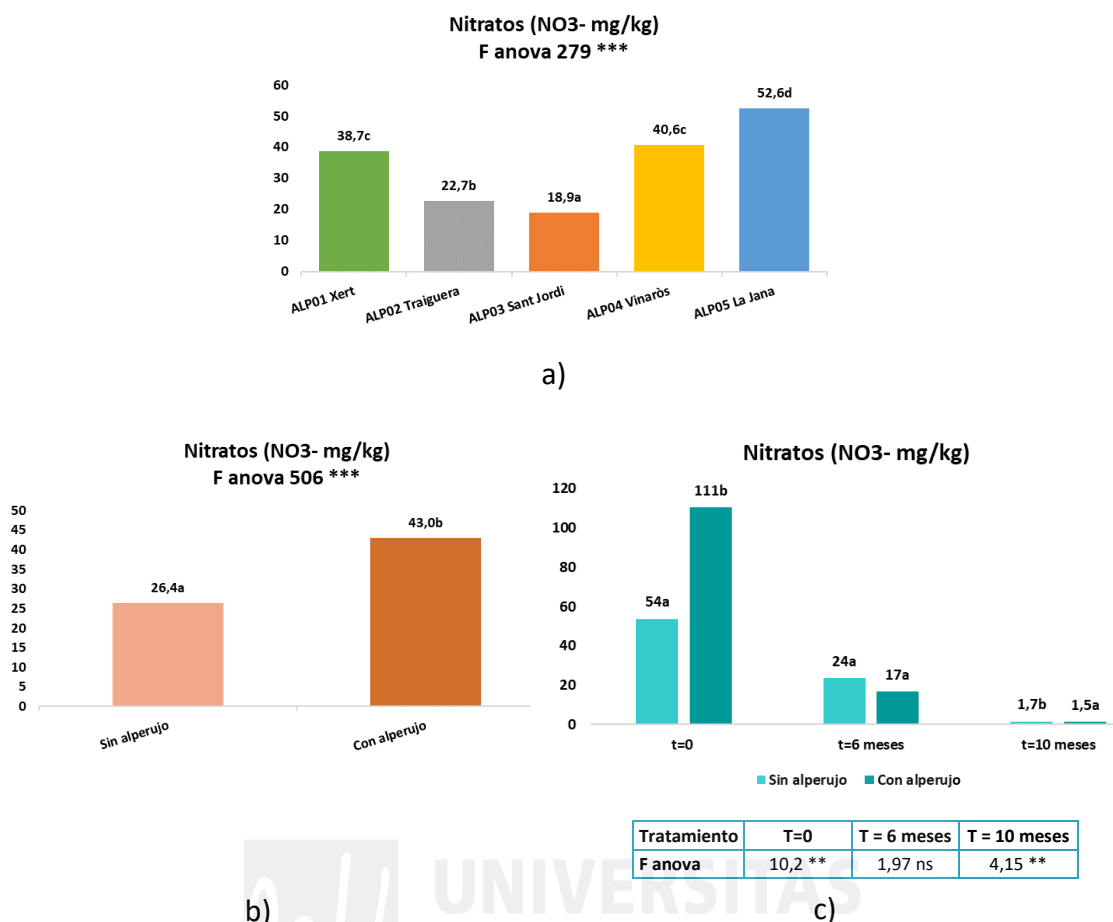 Nitratos (NO3- mg/kg)
F anova 279 ***
60
50
40
30
20
10
0
38,7c
22,7b
18,9a
40,6c
52,6d
ALP01 Xert
ALP02 Traiguera
ALP03 Sant Jordi
ALP04 Vinaròs
ALP05 La Jana
a)
Nitratos (NO3- mg/kg)
F anova 506 ***
50
45
40
35
30
25
20
15
10
5
0
26,4a
43,0b
Sin alperujo
Con alperujo
b)
Nitratos (NO3- mg/kg)
120
100
80
60
40
20
0
54a
111b
24a
17a
1,7b
1,5a
t=0
t=6 meses
t=10 meses
Sin alperujo
Con alperujo
Tratamiento T=0 T = 6 meses T = 10 meses
F anova 10,2 ** 1,97 ns 4,15 **
c)
UNIVERSITAS